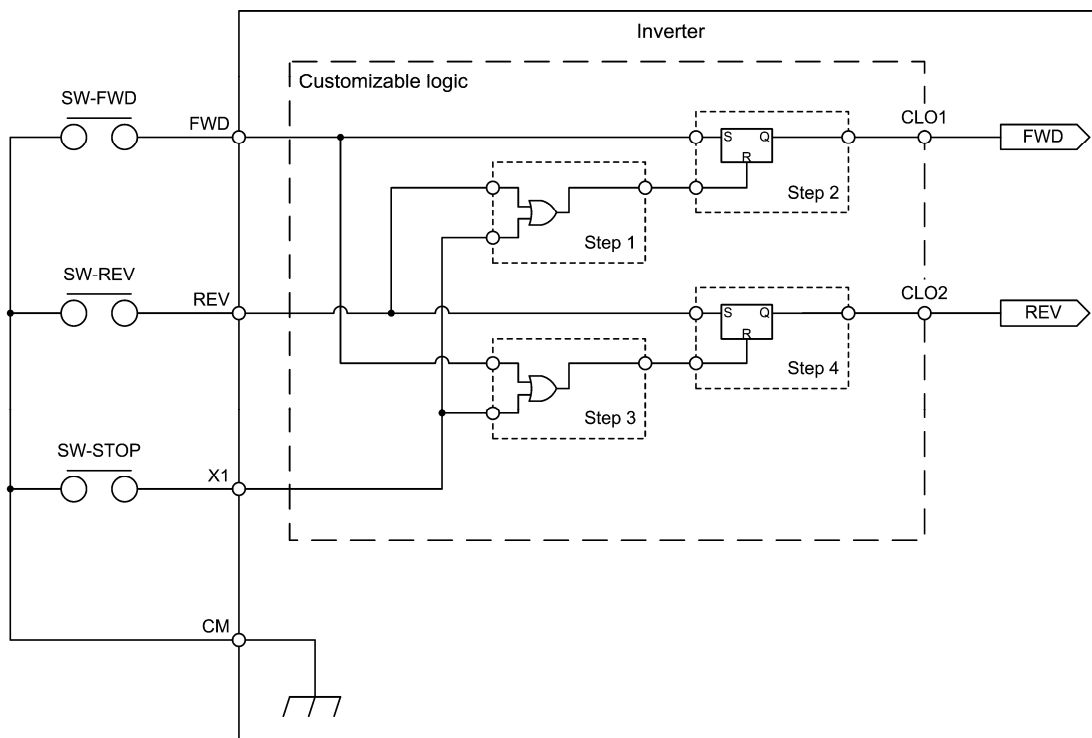 Inverter
Customizable logic
SW-FWD
FWD
CLO1
FWD
S Q
R
Step 2
Step 1
SW-REV
REV
CLO2
REV
S Q
R
Step 4
Step 3
SW-STOP
X1
CM